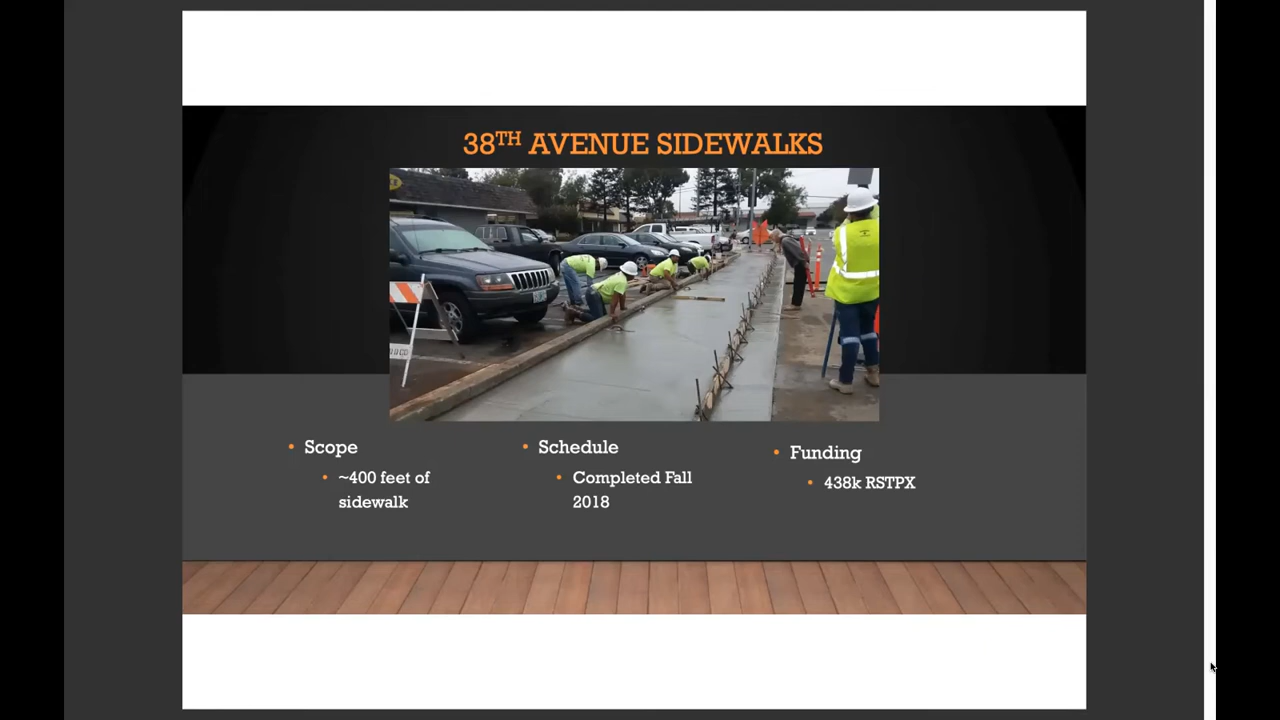 38TH AVENUE SIDEWALKS
• Scope
• ~400 feet of
sidewalk
• Schedule
• Completed Fall
2018
• Funding
• 438k RSTPX